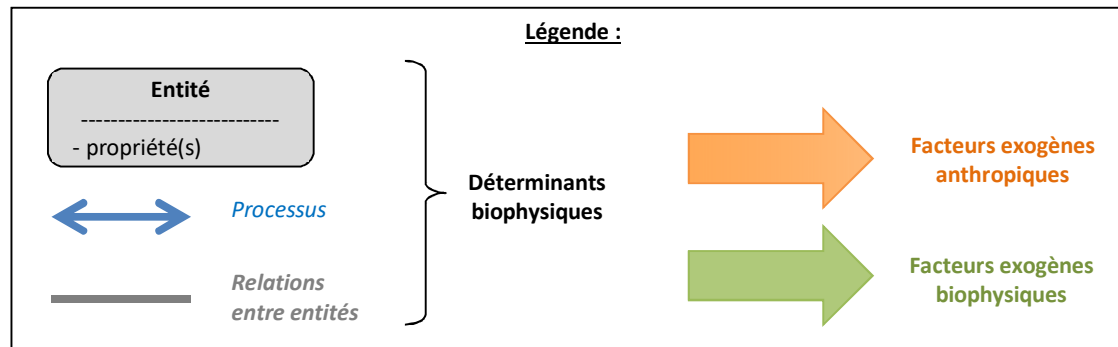 Légende :
Entité
---------------------------
- propriété(s)
Processus
Relations
entre entités
Déterminants
biophysiques
Facteurs exogènes
anthropiques
Facteurs exogènes
biophysiques